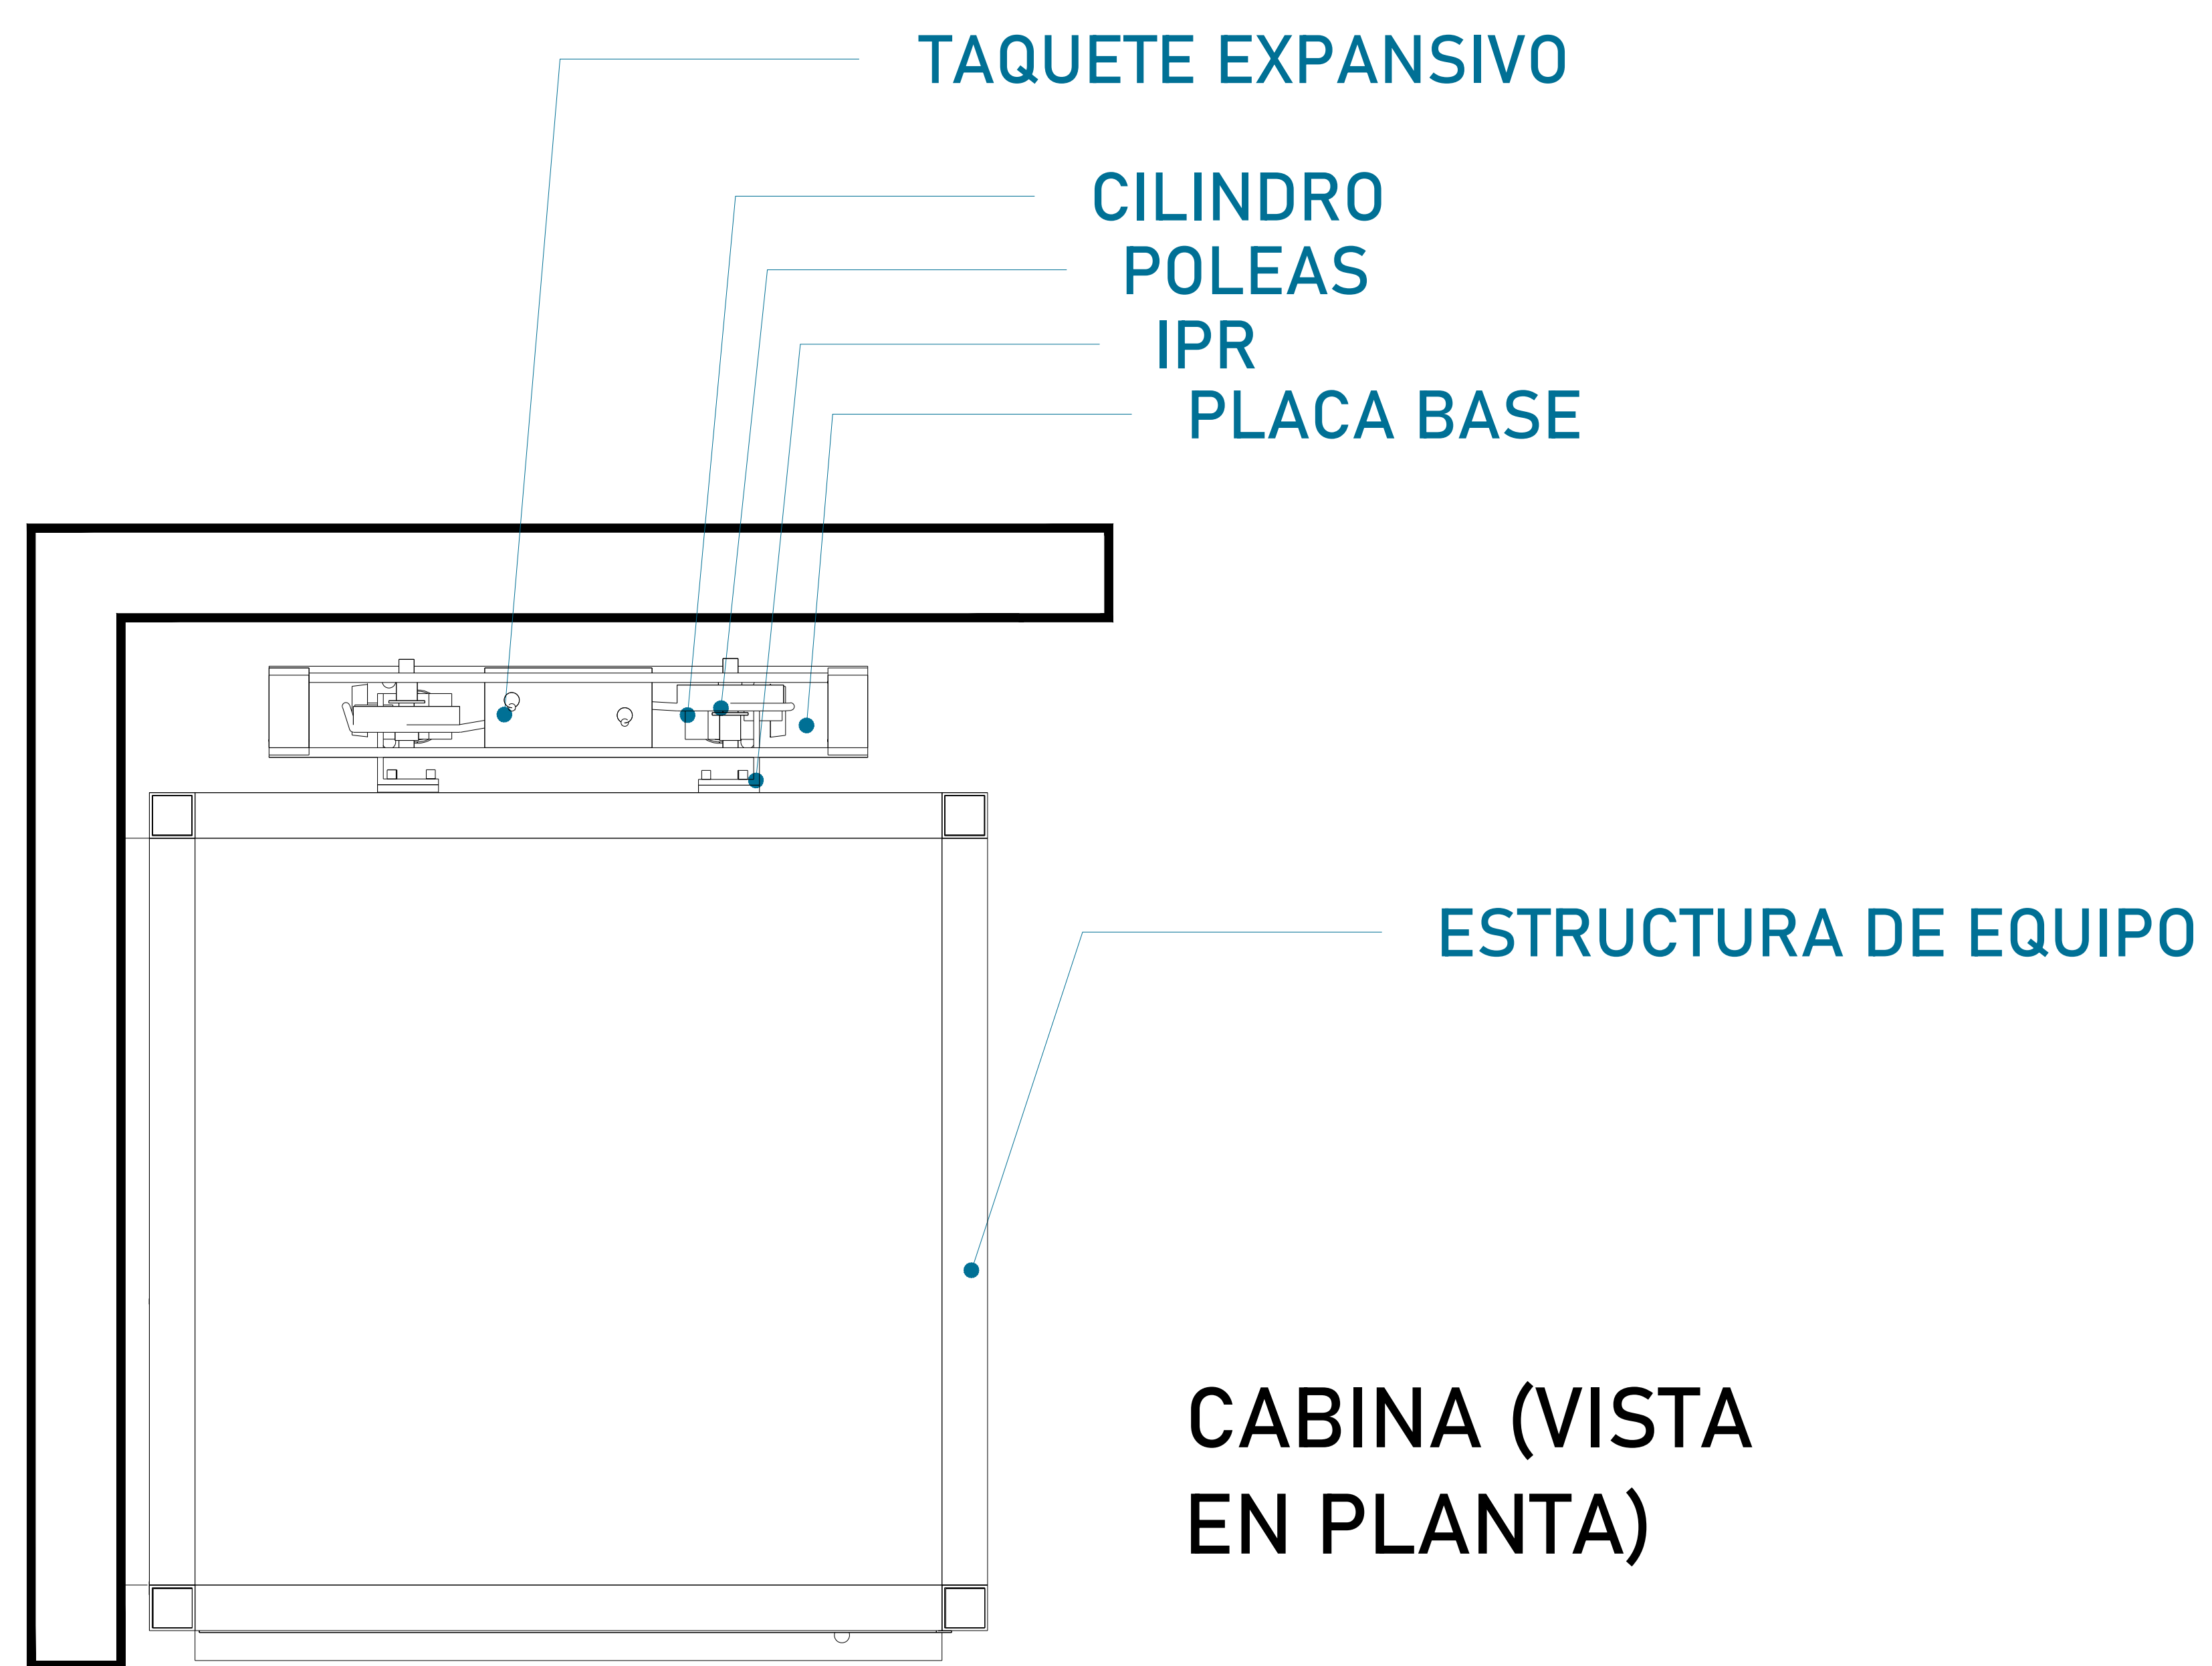 TAQUETE EXPANSIVO
CILINDRO
POLEAS
IPR
PLACA BASE
ESTRUCTURA DE EQUIPO
CABINA (VISTA
EN PLANTA)